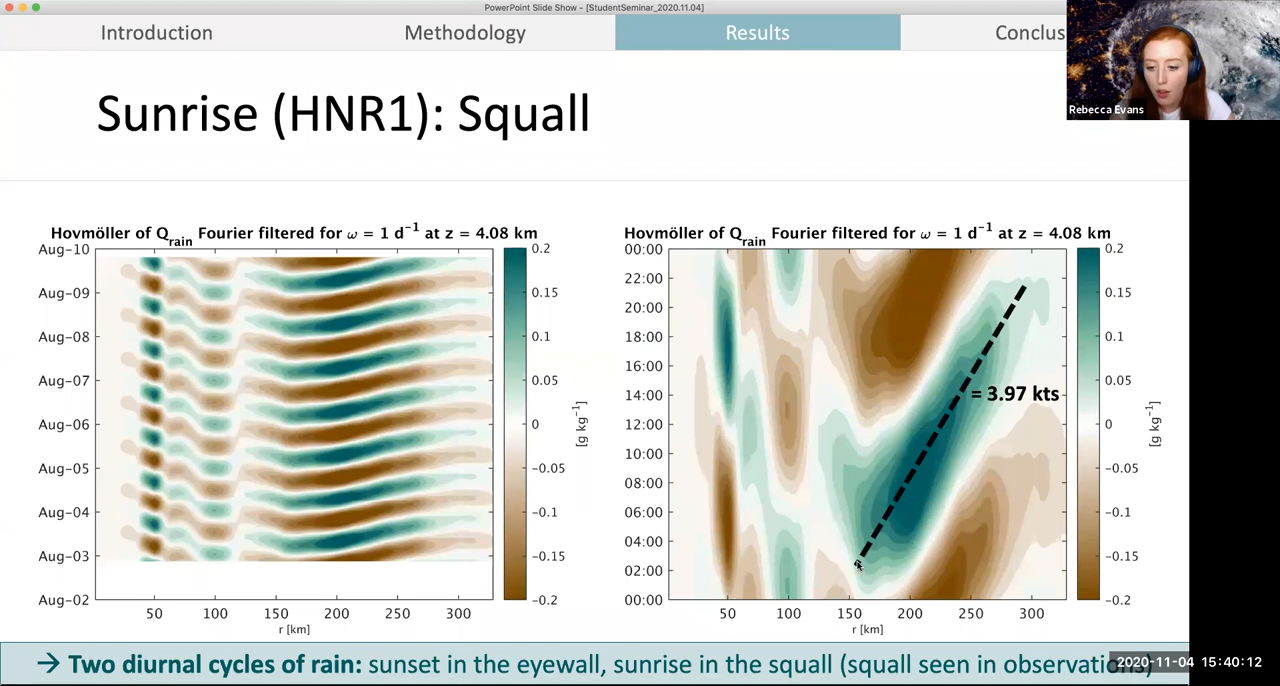 PowerPoint Slide Show - [StudentSeminar_2020.11.04]
Introduction Methodology Results Conclus
Rebecca Evans
Sunrise (HNR1): Squall
Hovmöller of Q_rain Fourier filtered for ω = 1 d⁻¹ at z = 4.08 km
Aug-10
Aug-09
Aug-08
Aug-07
Aug-06
Aug-05
Aug-04
Aug-03
Aug-02
50 100 150 200 250 300
r [km]
0.2
0.15
0.1
0.05
0
-0.05
-0.1
-0.15
-0.2
[g kg⁻¹]
Hovmöller of Q_rain Fourier filtered for ω = 1 d⁻¹ at z = 4.08 km
00:00
22:00
20:00
18:00
16:00
14:00
12:00
10:00
08:00
06:00
04:00
02:00
00:00
= 3.97 kts
50 100 150 200 250 300
r [km]
0.2
0.15
0.1
0.05
0
-0.05
-0.1
-0.15
-0.2
[g kg⁻¹]
→ Two diurnal cycles of rain: sunset in the eyewall, sunrise in the squall (squall seen in observations)
2020-11-04 15:40:12